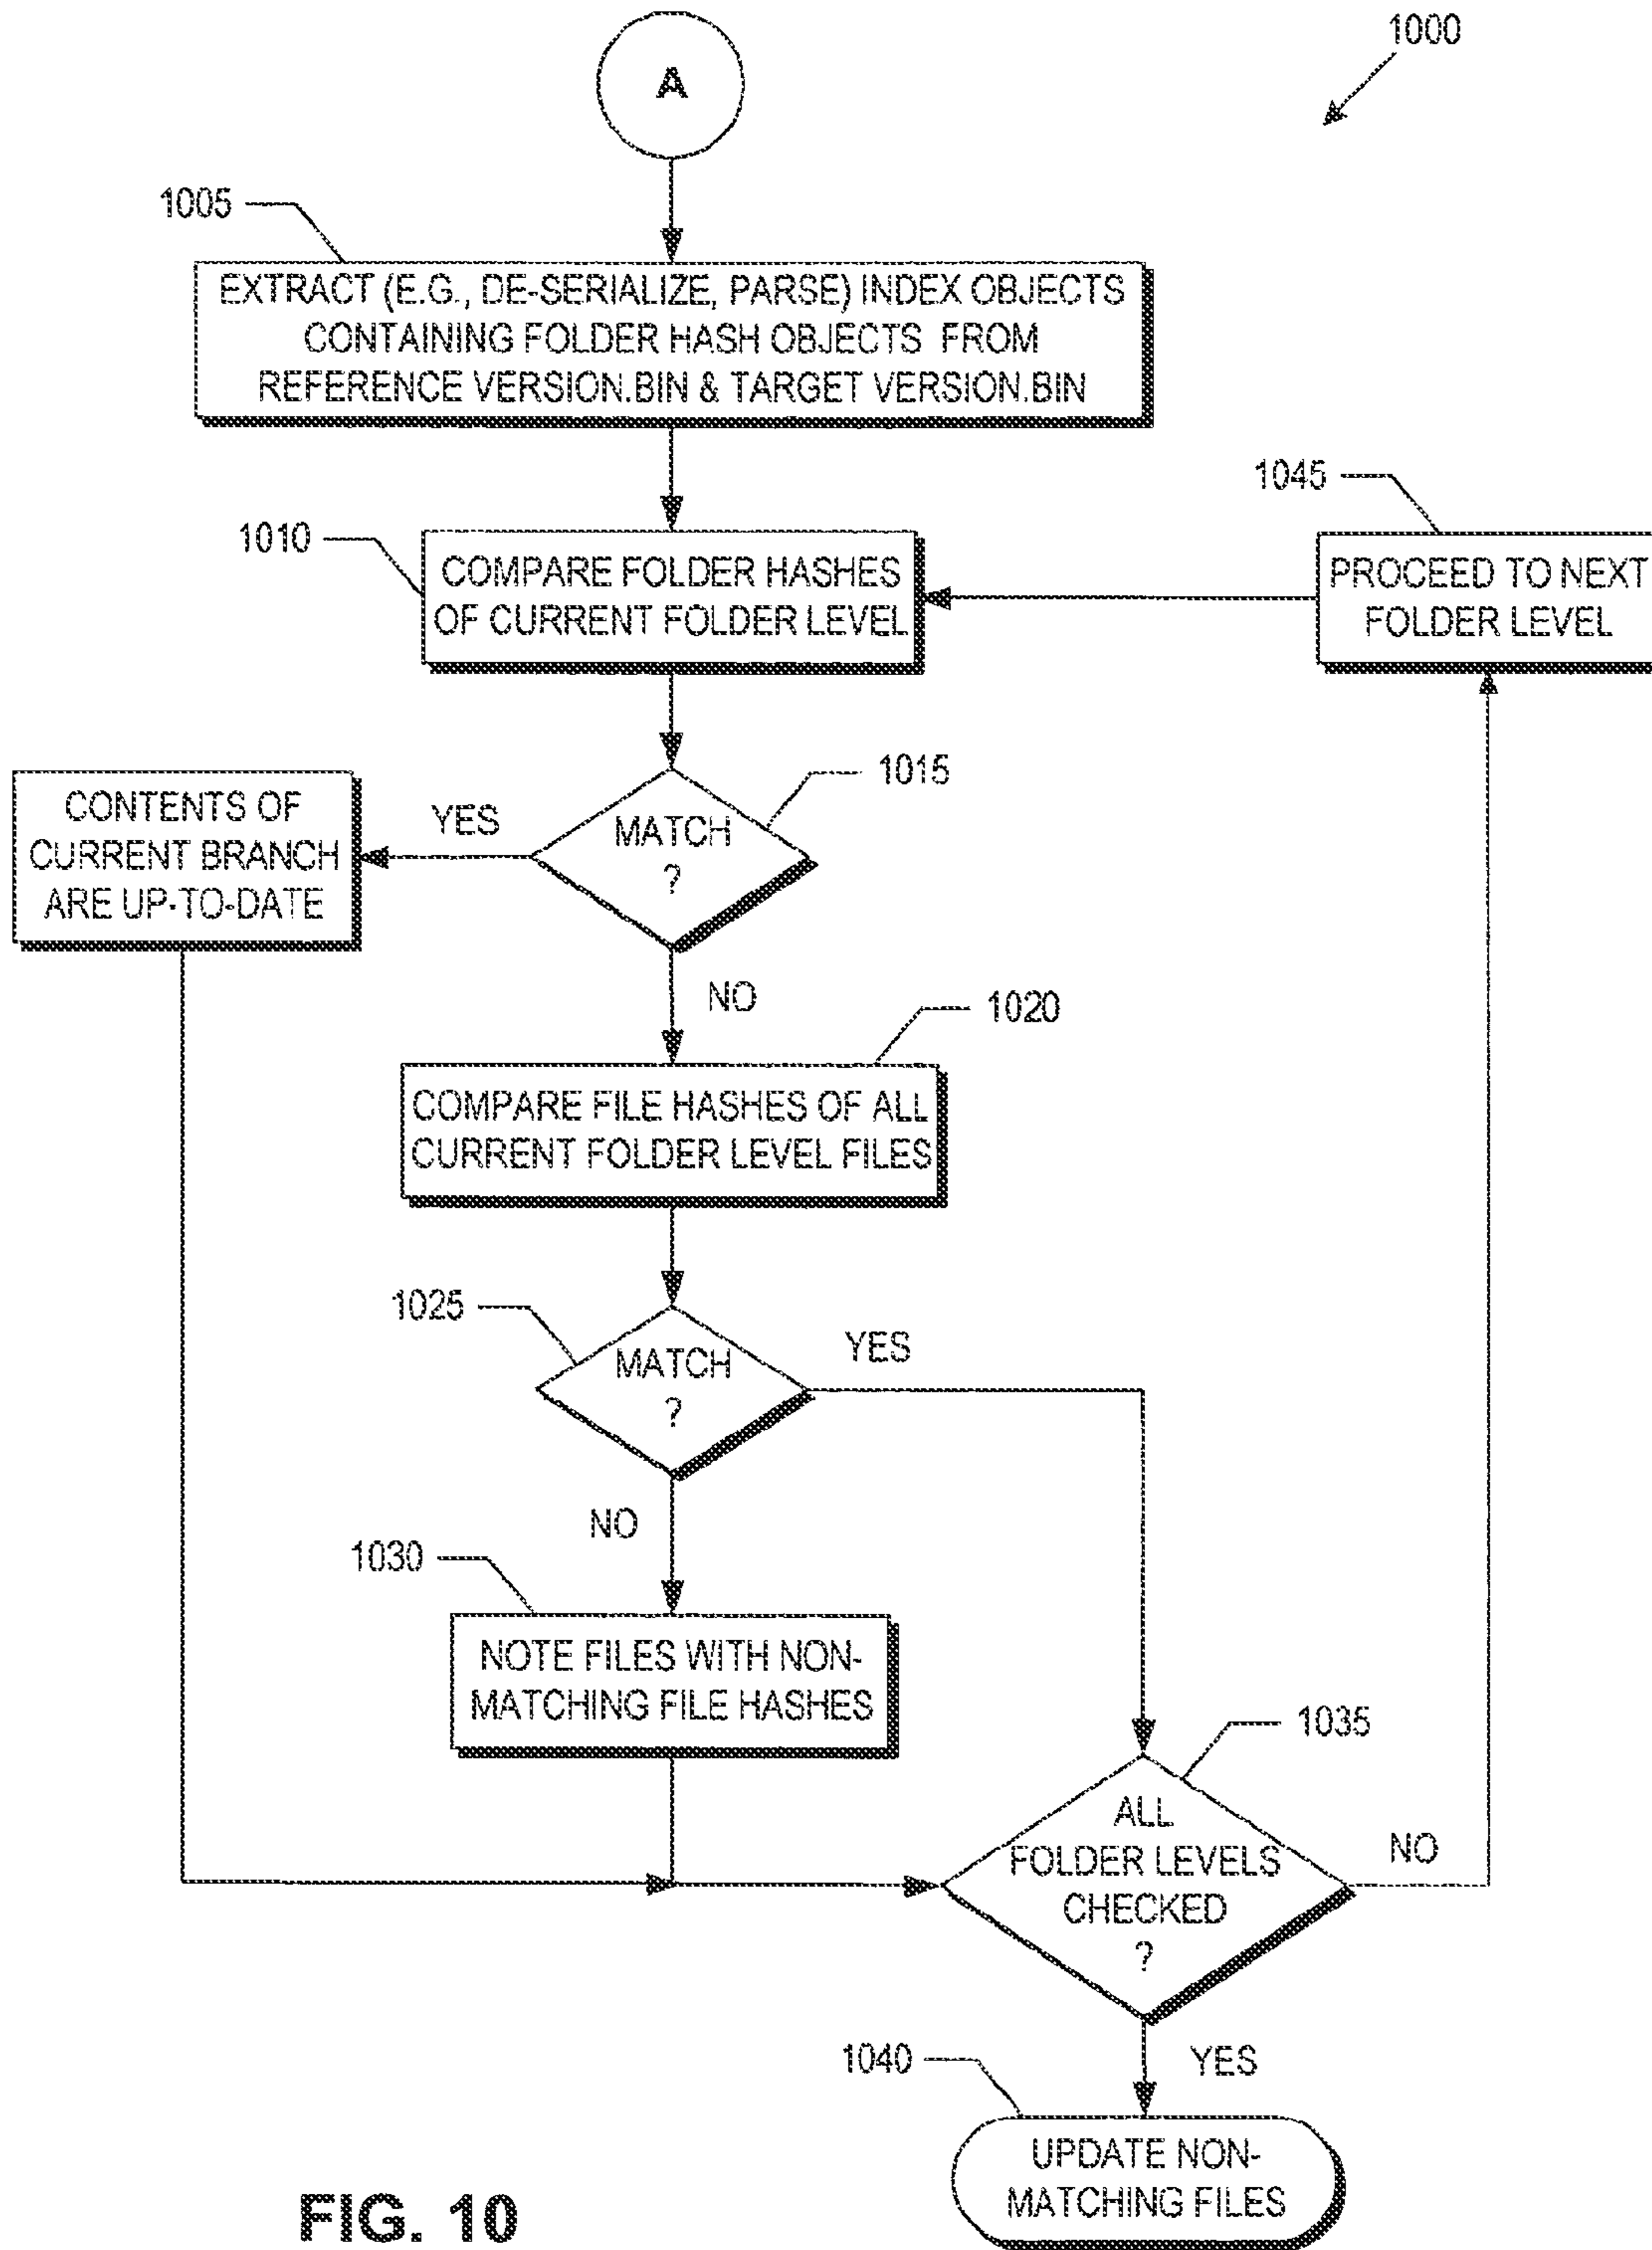 A
1000
1005
EXTRACT (E.G., DE-SERIALIZE, PARSE) INDEX OBJECTS
CONTAINING FOLDER HASH OBJECTS FROM
REFERENCE VERSION.BIN & TARGET VERSION.BIN
1010
COMPARE FOLDER HASHES
OF CURRENT FOLDER LEVEL
1045
PROCEED TO NEXT
FOLDER LEVEL
CONTENTS OF
CURRENT BRANCH
ARE UP-TO-DATE
YES
MATCH
?
1015
NO
1020
COMPARE FILE HASHES OF ALL
CURRENT FOLDER LEVEL FILES
1025
MATCH
?
YES
NO
1030
NOTE FILES WITH NON-
MATCHING FILE HASHES
1035
ALL
FOLDER LEVELS
CHECKED
?
NO
YES
1040
UPDATE NON-
MATCHING FILES
FIG. 10